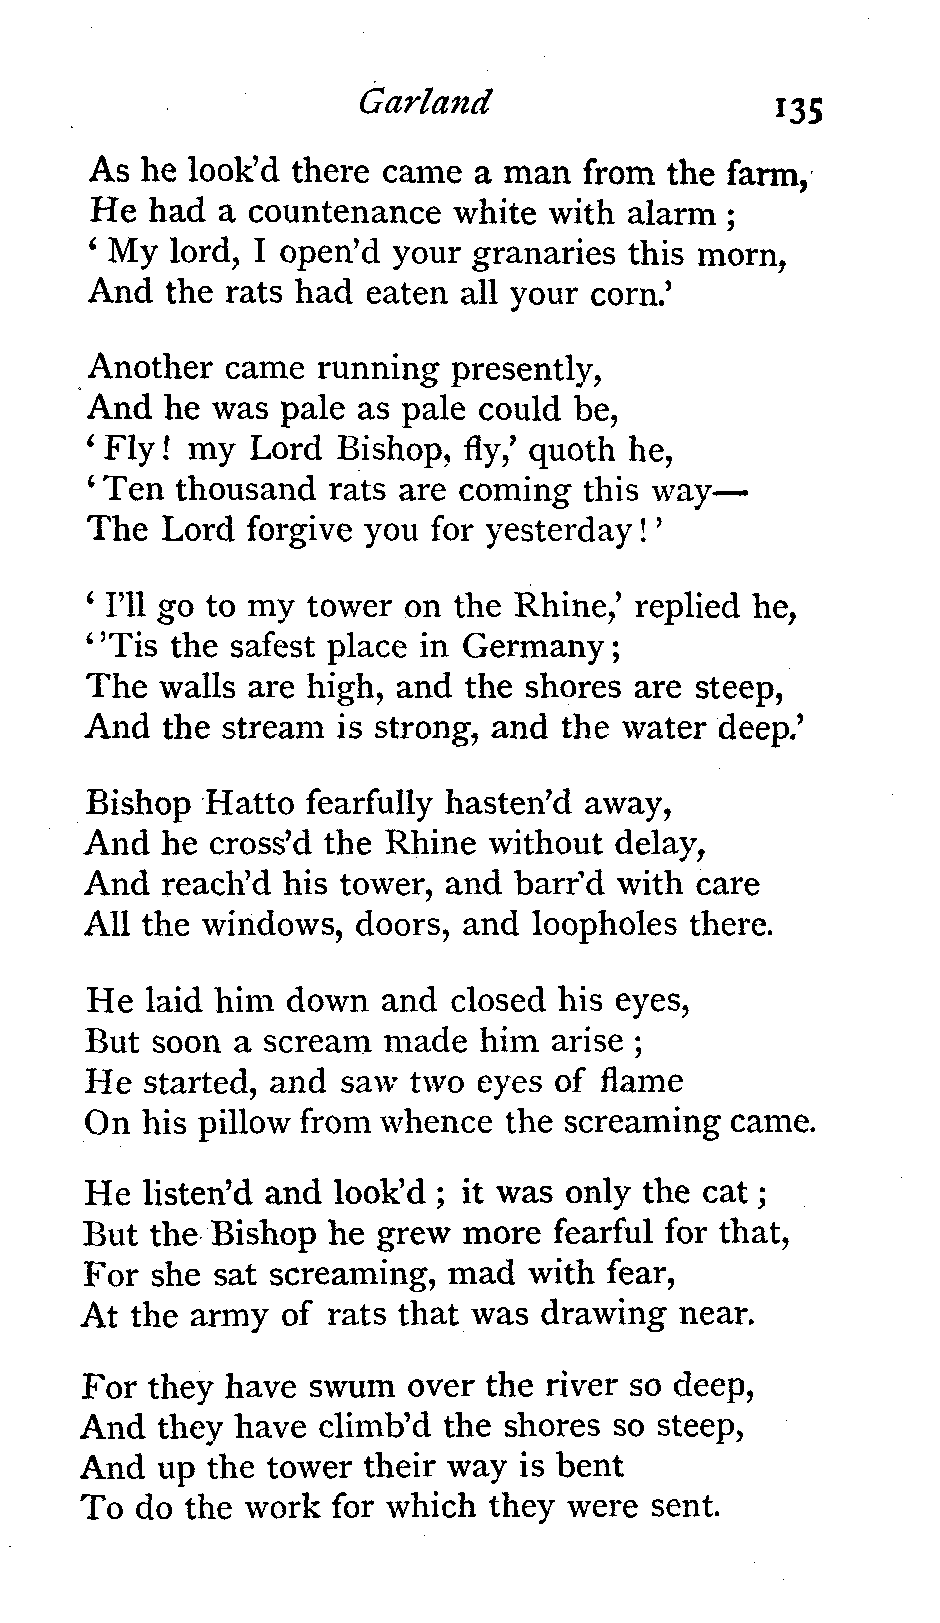 Garland 135
As he look'd there came a man from the farm,
He had a countenance white with alarm ;
‘ My lord, I open'd your granaries this morn,
And the rats had eaten all your corn.’
Another came running presently,
And he was pale as pale could be,
‘ Fly! my Lord Bishop, fly,’ quoth he,
‘ Ten thousand rats are coming this way—
The Lord forgive you for yesterday! ’
‘ I'll go to my tower on the Rhine,’ replied he,
‘ 'Tis the safest place in Germany ;
The walls are high, and the shores are steep,
And the stream is strong, and the water deep.’
Bishop Hatto fearfully hasten'd away,
And he cross'd the Rhine without delay,
And reach'd his tower, and barr'd with care
All the windows, doors, and loopholes there.
He laid him down and closed his eyes,
But soon a scream made him arise ;
He started, and saw two eyes of flame
On his pillow from whence the screaming came.
He listen'd and look'd ; it was only the cat ;
But the Bishop he grew more fearful for that,
For she sat screaming, mad with fear,
At the army of rats that was drawing near.
For they have swum over the river so deep,
And they have climb'd the shores so steep,
And up the tower their way is bent
To do the work for which they were sent.